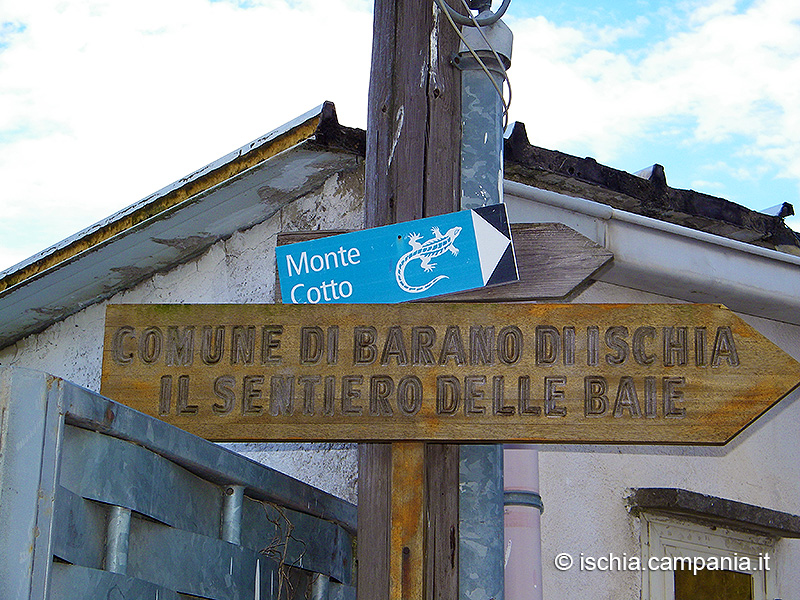 Monte
Cotto
COMUNE DI BARANO DI ISCHIA
IL SENTIERO DELLE BAIE
© ischia.campania.it